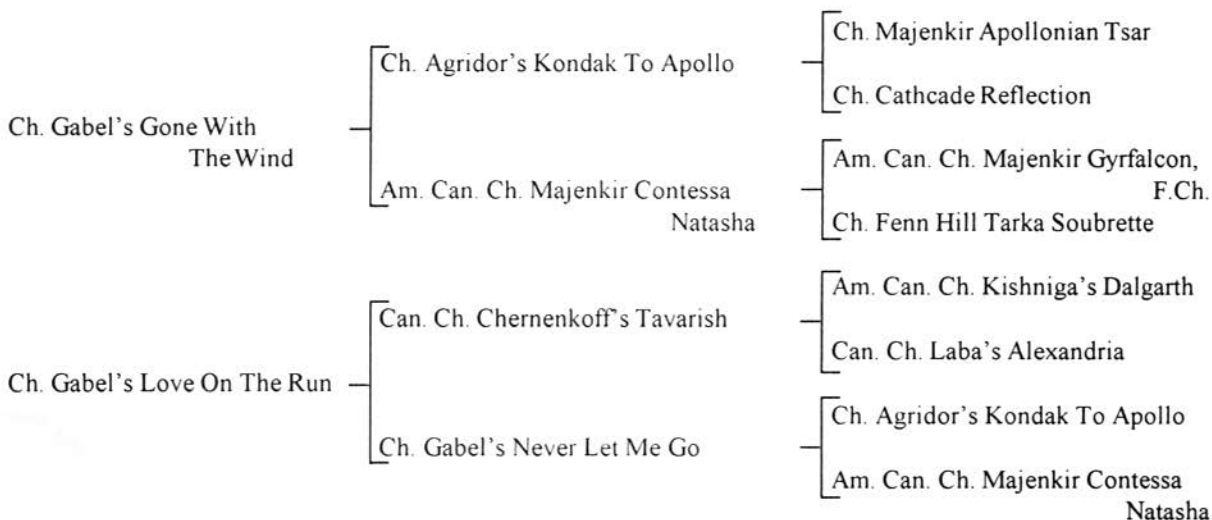 Ch. Gabel's Gone With
The Wind
Ch. Agridor's Kondak To Apollo
Am. Can. Ch. Majenkir Contessa
Natasha
Ch. Majenkir Apollonian Tsar
Ch. Cathcade Reflection
Am. Can. Ch. Majenkir Gyrfalcon,
F.Ch.
Ch. Fenn Hill Tarka Soubrette
Ch. Gabel's Love On The Run
Can. Ch. Chernenkoff's Tavarish
Ch. Gabel's Never Let Me Go
Am. Can. Ch. Kishniga's Dalgarth
Can. Ch. Laba's Alexandria
Ch. Agridor's Kondak To Apollo
Am. Can. Ch. Majenkir Contessa
Natasha